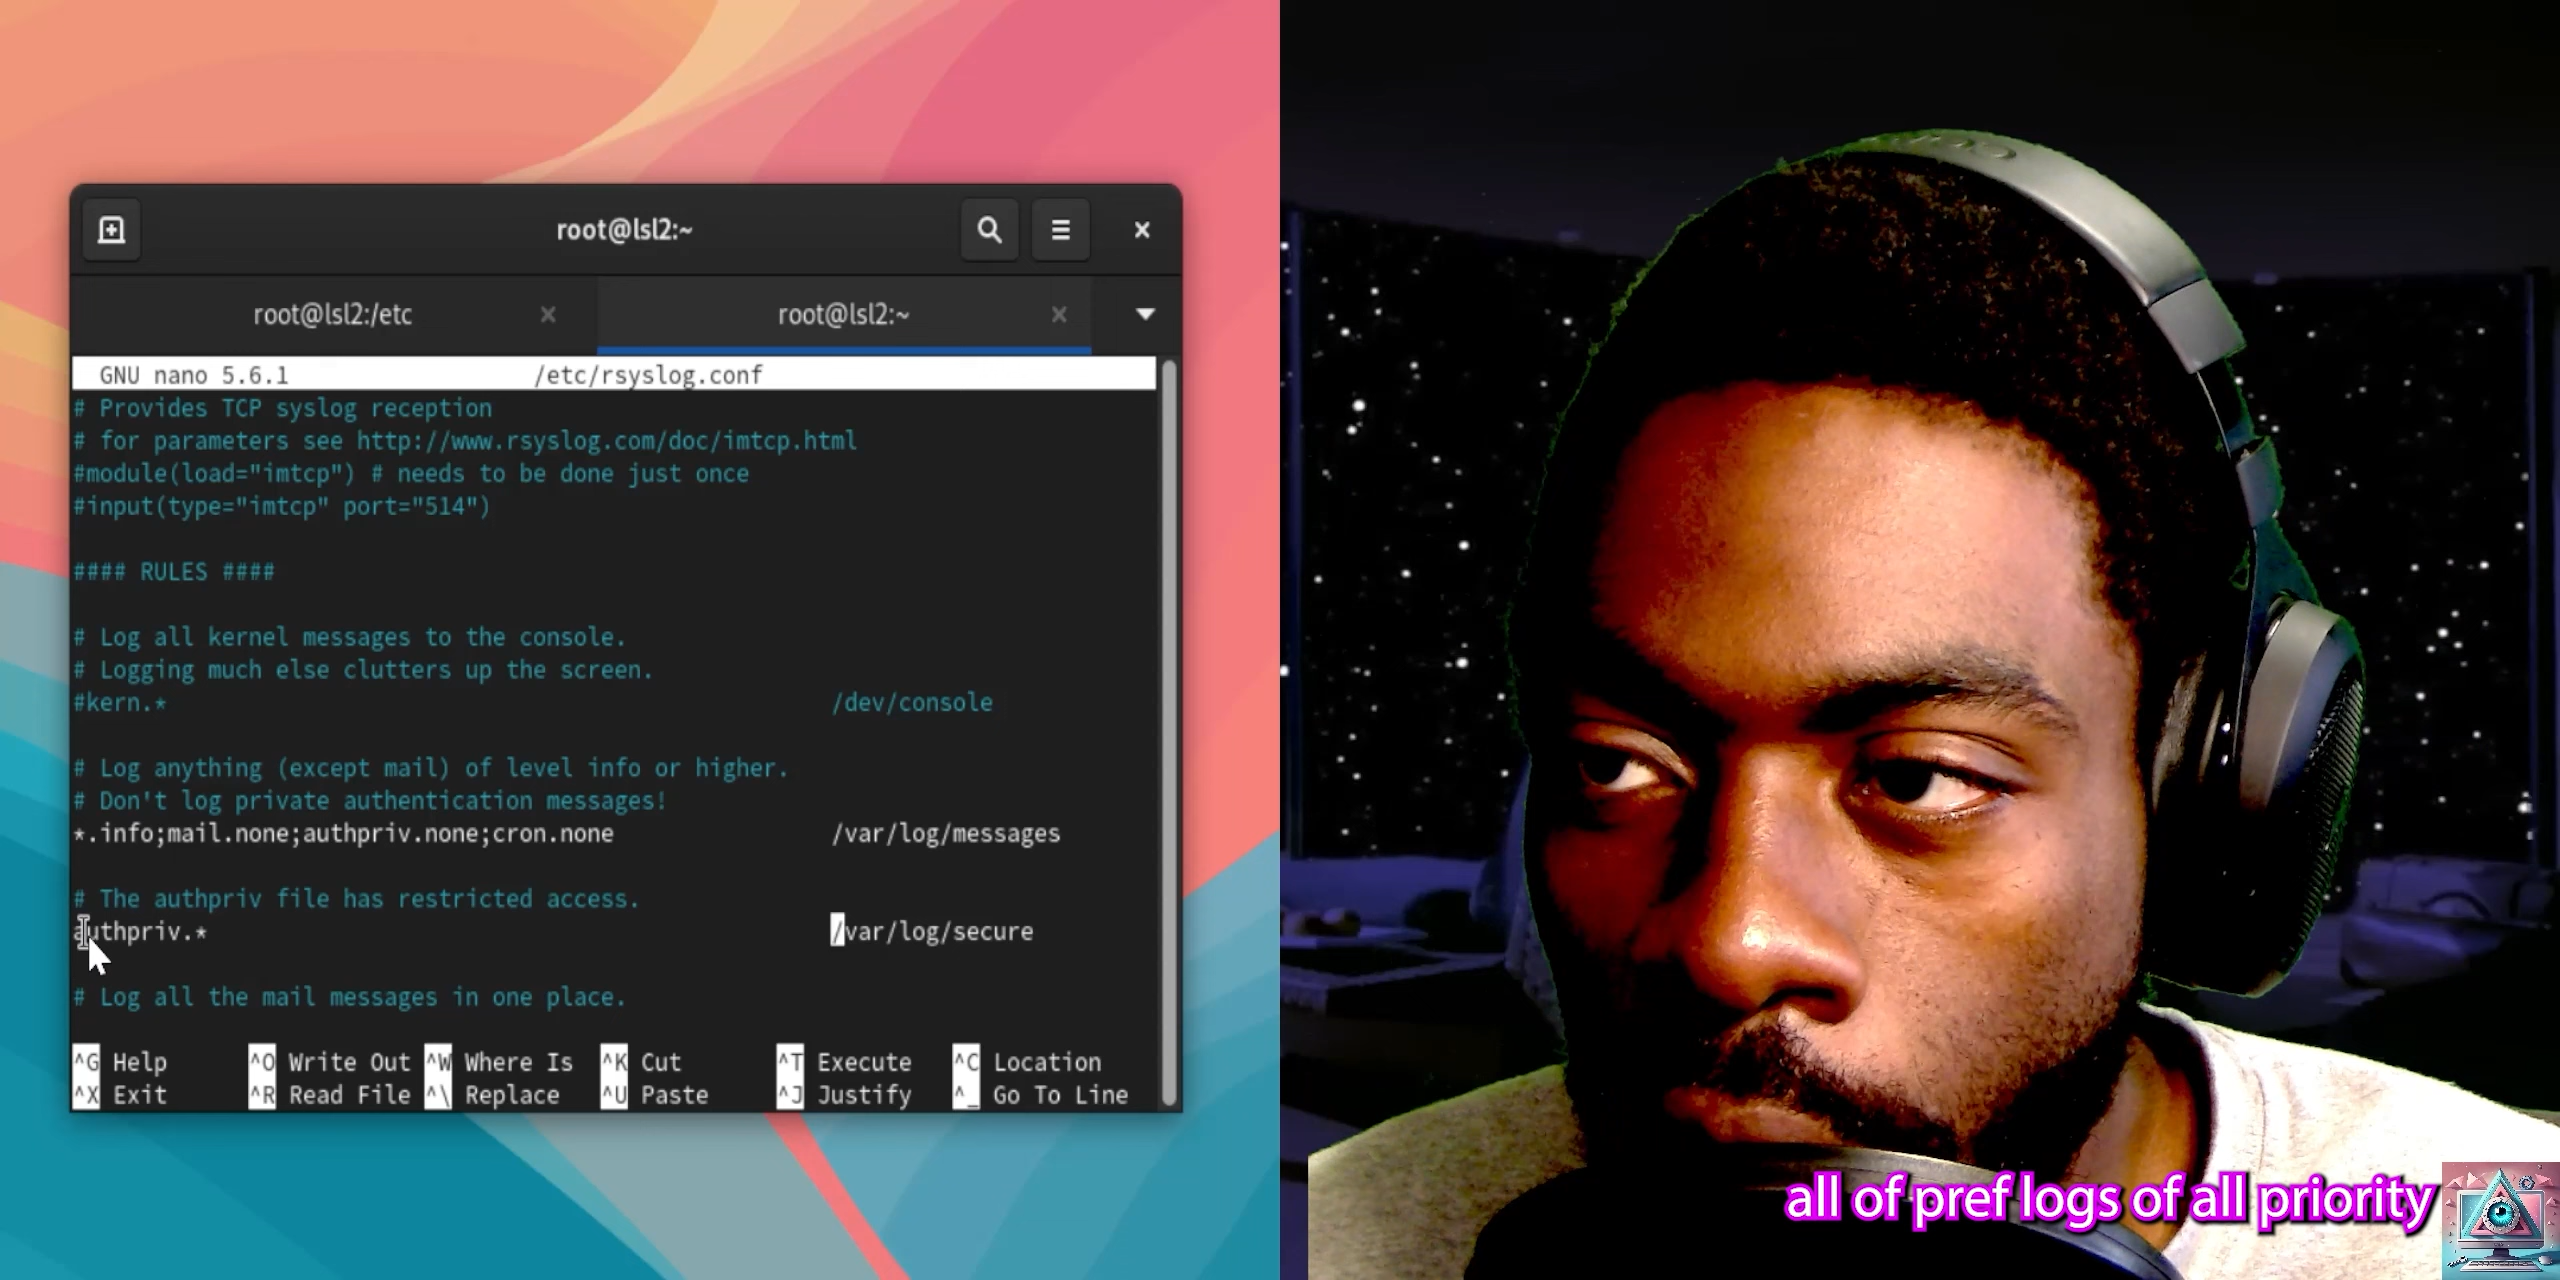 root@lsl2:~
root@lsl2:/etc
root@lsl2:~
GNU nano 5.6.1 /etc/rsyslog.conf
# Provides TCP syslog reception
# for parameters see http://www.rsyslog.com/doc/imtcp.html
#module(load="imtcp") # needs to be done just once
#input(type="imtcp" port="514")
#### RULES ####
# Log all kernel messages to the console.
# Logging much else clutters up the screen.
#kern.* /dev/console
# Log anything (except mail) of level info or higher.
# Don't log private authentication messages!
*.info;mail.none;authpriv.none;cron.none /var/log/messages
# The authpriv file has restricted access.
authpriv.* /var/log/secure
# Log all the mail messages in one place.
^G Help ^O Write Out ^W Where Is ^K Cut ^T Execute ^C Location
^X Exit ^R Read File ^\ Replace ^U Paste ^J Justify ^_ Go To Line
all of pref logs of all priority